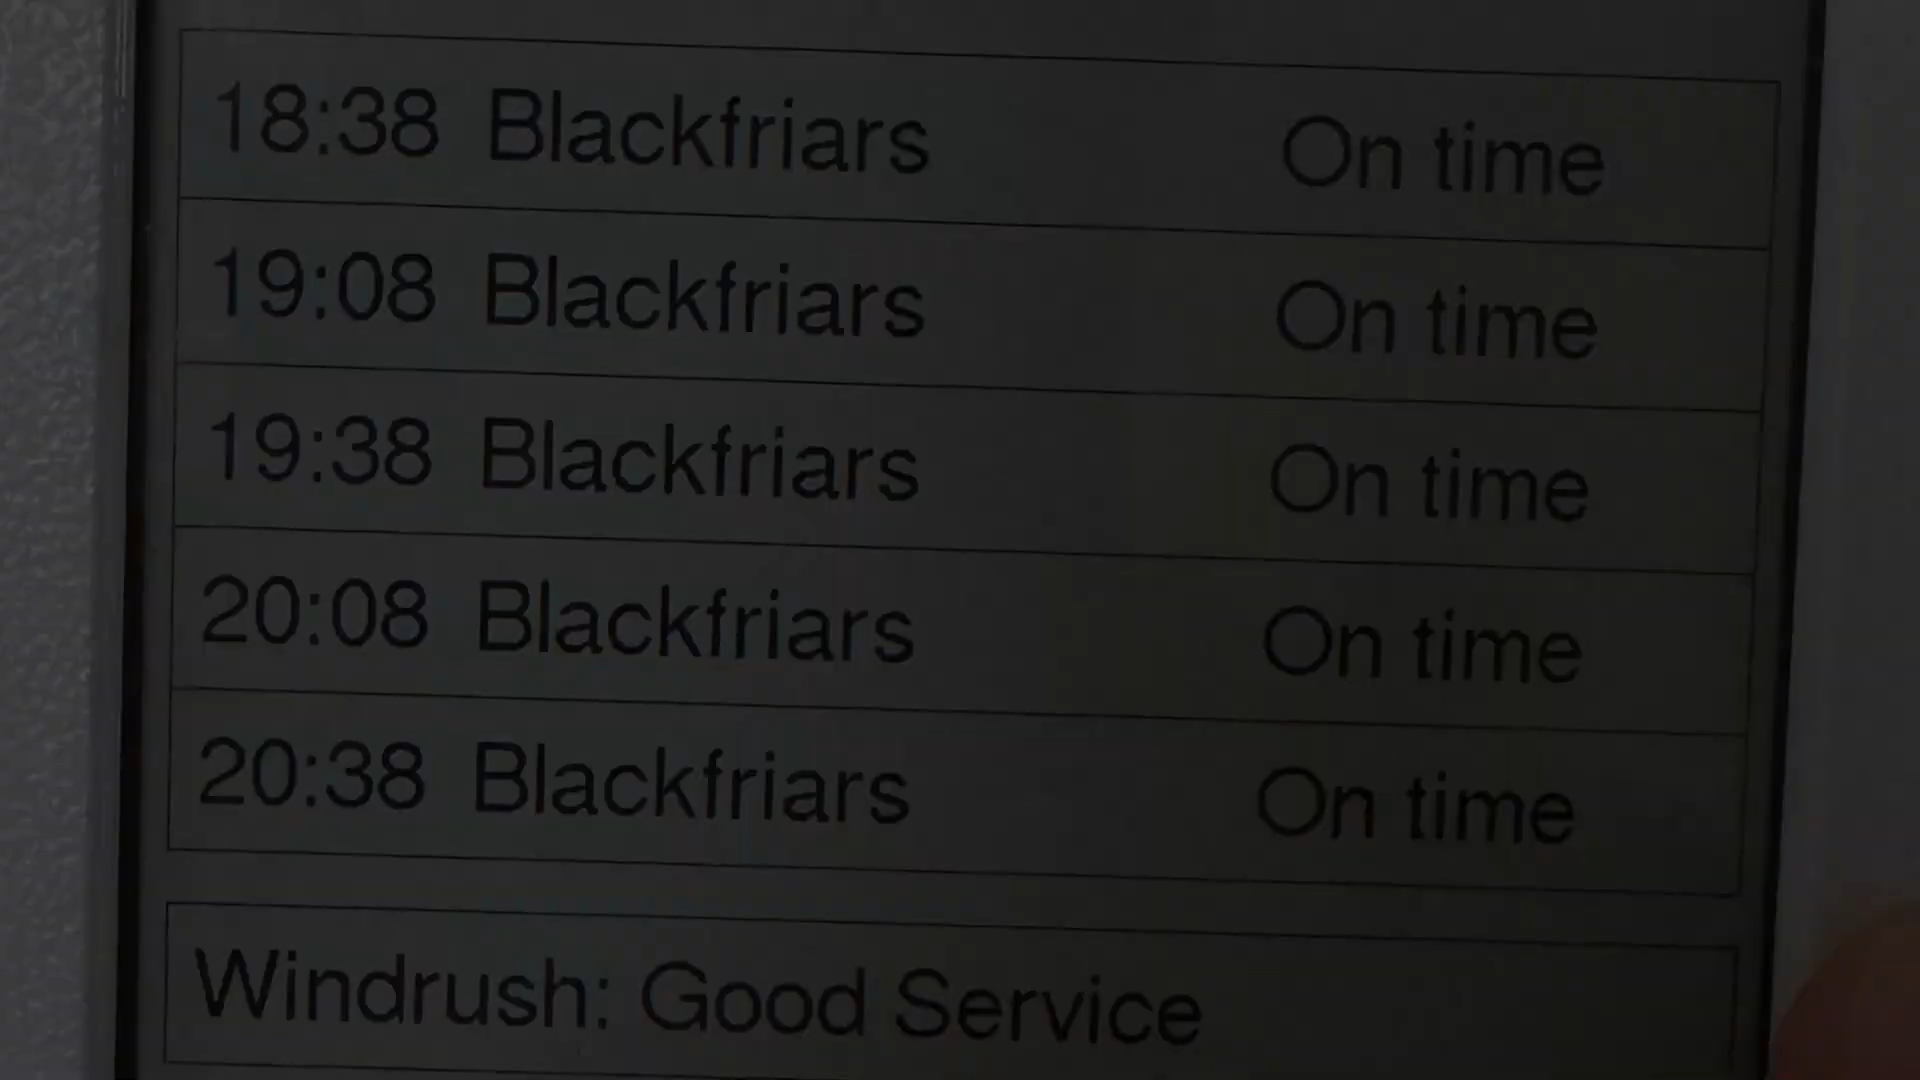 18:38 Blackfriars On time
19:08 Blackfriars On time
19:38 Blackfriars On time
20:08 Blackfriars On time
20:38 Blackfriars On time
Windrush: Good Service